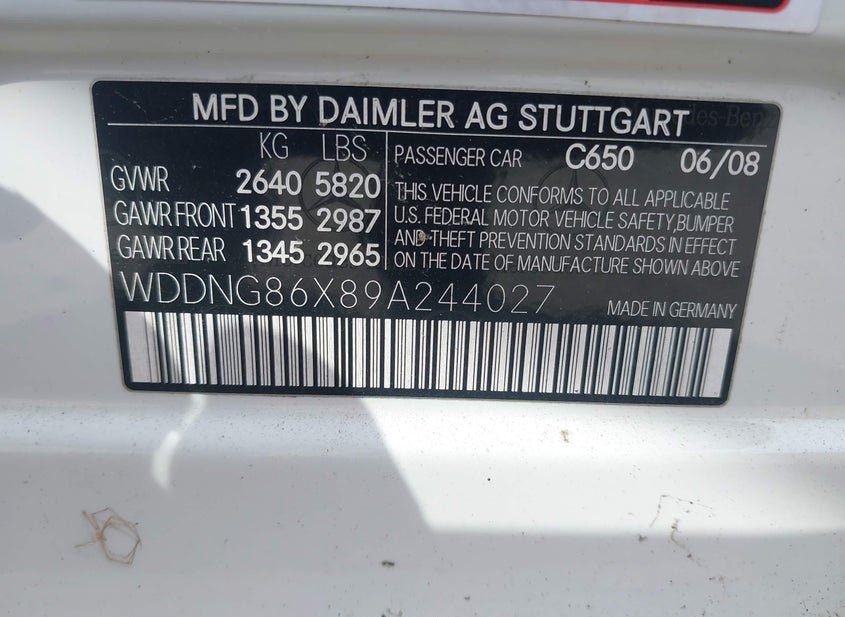 MFD BY DAIMLER AG STUTTGART
KG LBS
GVWR 2640 5820
GAWR FRONT 1355 2987
GAWR REAR 1345 2965
PASSENGER CAR C650 06/08
THIS VEHICLE CONFORMS TO ALL APPLICABLE
U.S. FEDERAL MOTOR VEHICLE SAFETY,BUMPER
AND THEFT PREVENTION STANDARDS IN EFFECT
ON THE DATE OF MANUFACTURE SHOWN ABOVE
WDDNG86X89A244027
MADE IN GERMANY